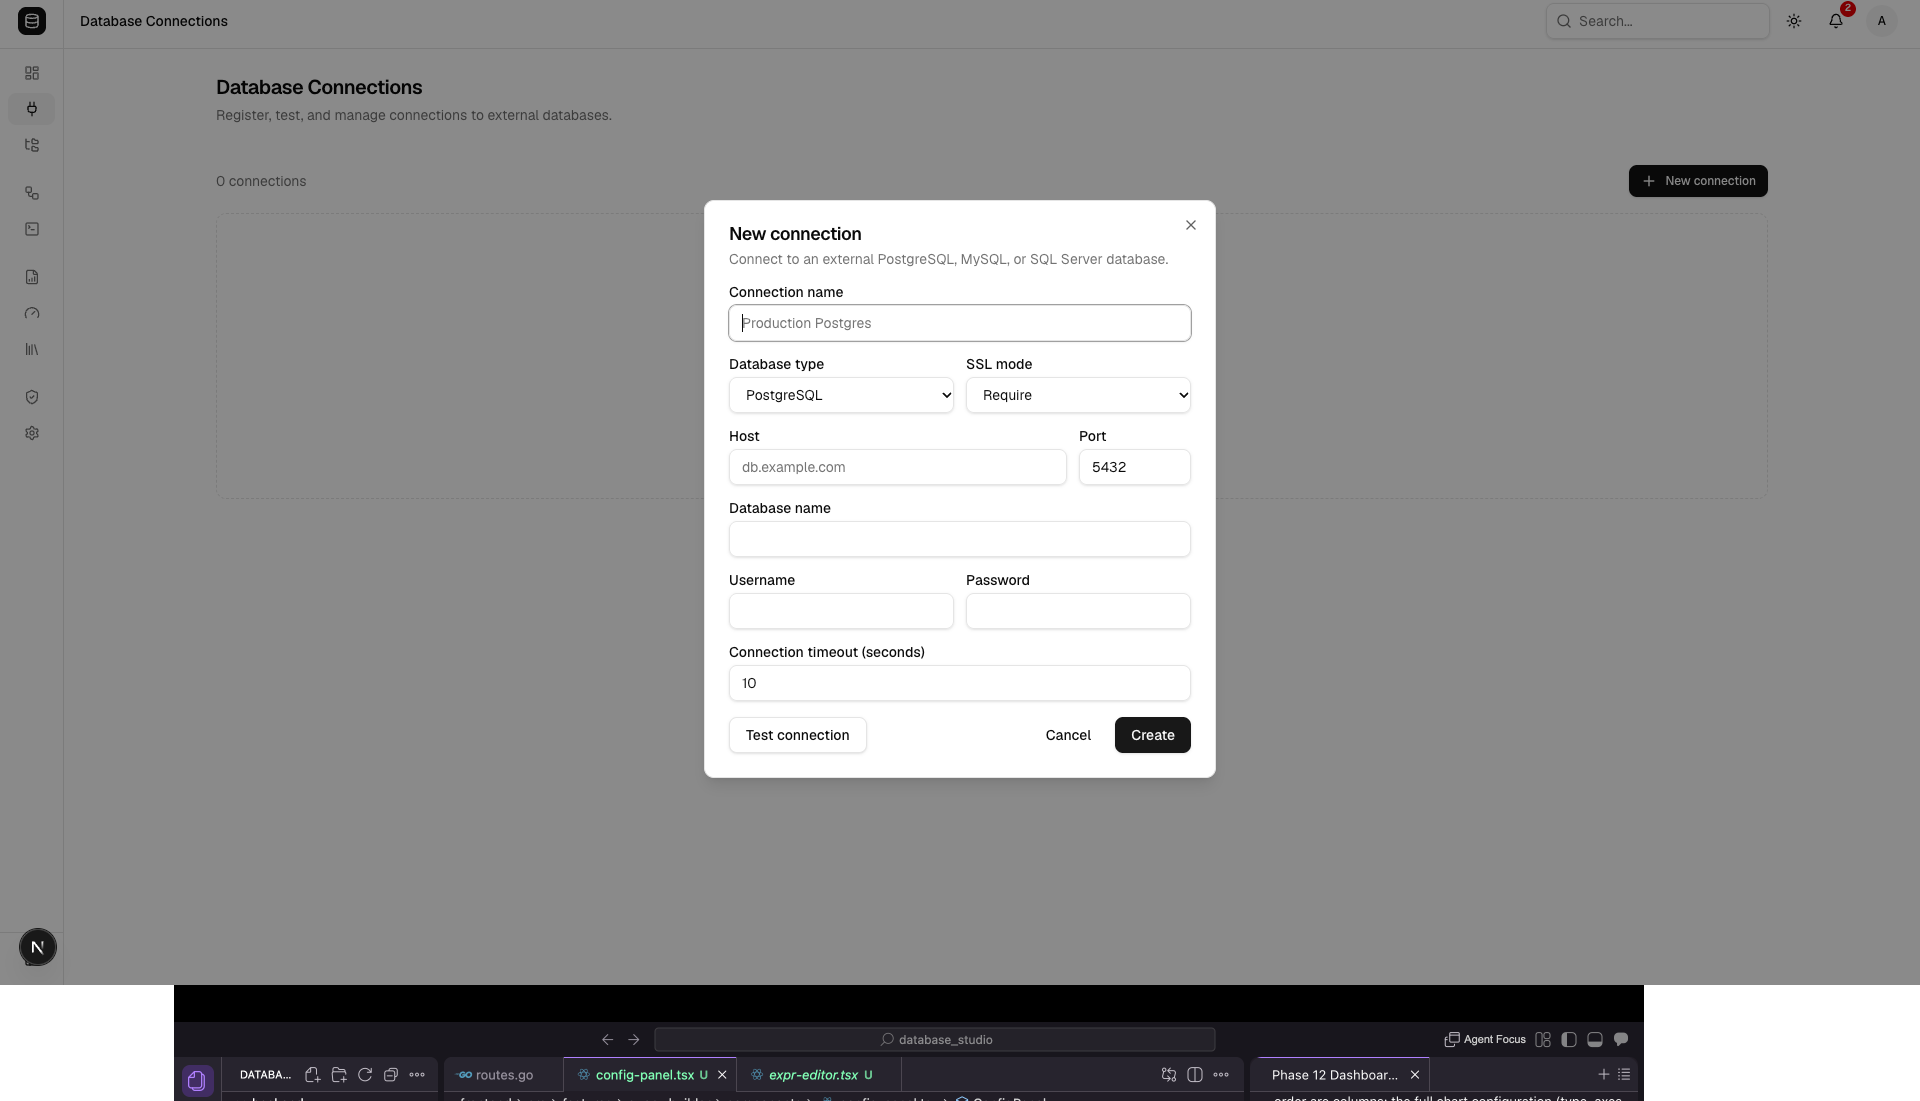 Database Connections
Search...
2
A
Database Connections
Register, test, and manage connections to external databases.
0 connections
New connection
New connection
Connect to an external PostgreSQL, MySQL, or SQL Server database.
Connection name
Production Postgres
Database type
SSL mode
PostgreSQL
Require
Host
Port
db.example.com
5432
Database name
Username
Password
Connection timeout (seconds)
10
Test connection
Cancel
Create
N
database_studio
Agent Focus
DATABA...
GO routes.go
config-panel.tsx U
expr-editor.tsx U
Phase 12 Dashboar...